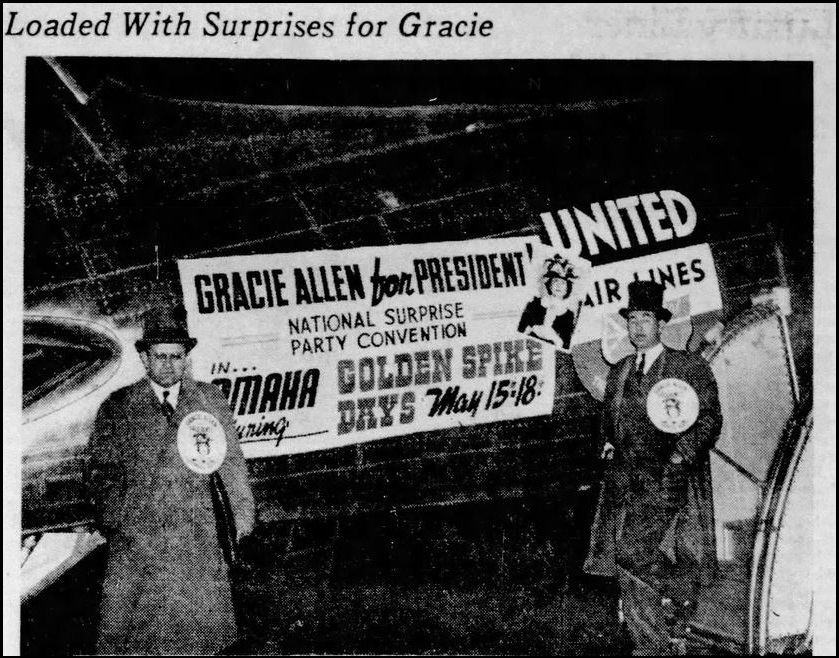 Loaded With Surprises for Gracie
UNITED
AIR LINES
GRACIE ALLEN for PRESIDENT
NATIONAL SURPRISE
PARTY CONVENTION
IN...
OMAHA
GOLDEN SPIKE
DAYS May 15-18